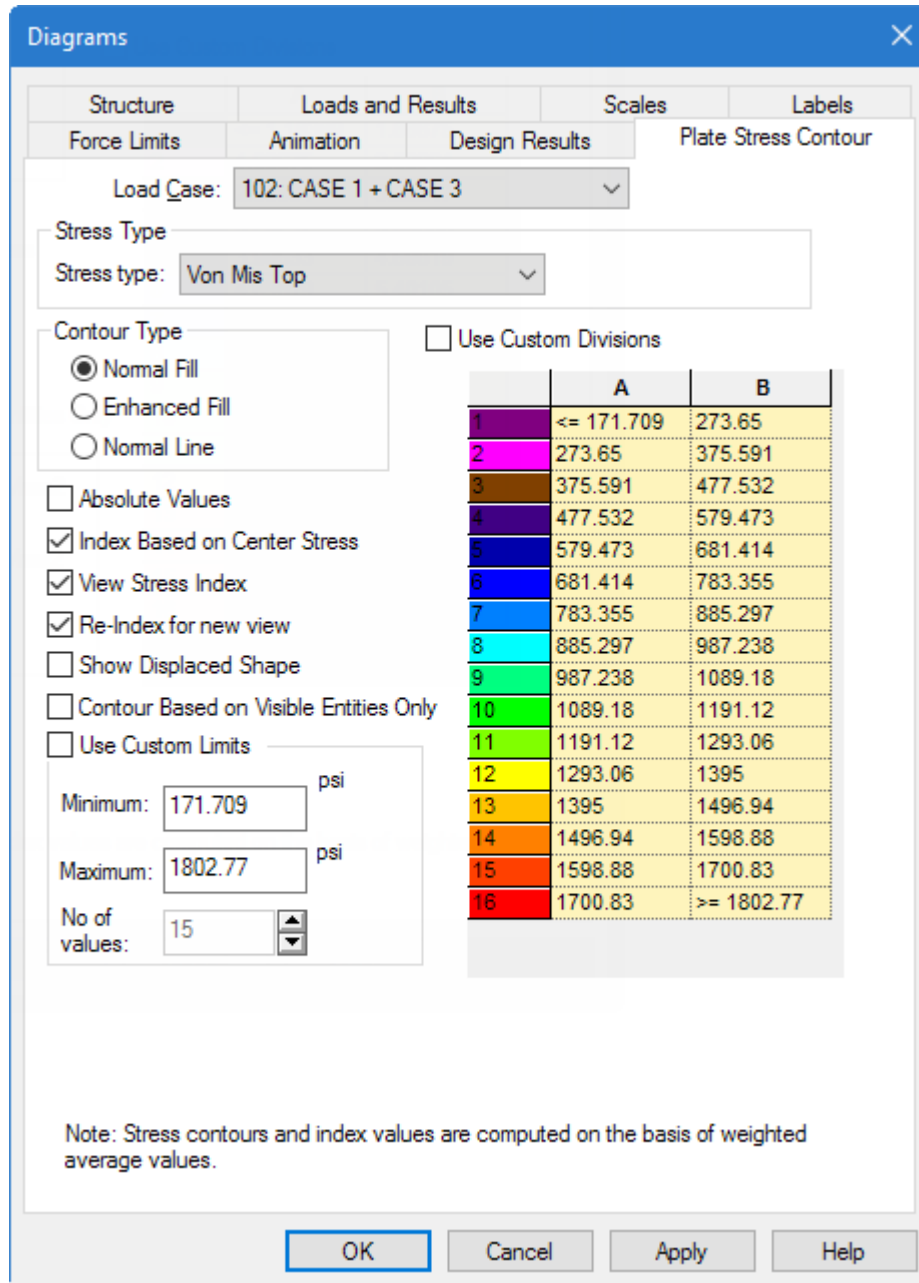 Diagrams
Structure Loads and Results Scales Labels
Force Limits Animation Design Results Plate Stress Contour
Load Case: 102: CASE 1 + CASE 3
Stress Type
Stress type: Von Mis Top
Contour Type
Normal Fill
Enhanced Fill
Normal Line
Use Custom Divisions
A B
1 <= 171.709 273.65
2 273.65 375.591
3 375.591 477.532
4 477.532 579.473
5 579.473 681.414
6 681.414 783.355
7 783.355 885.297
8 885.297 987.238
9 987.238 1089.18
10 1089.18 1191.12
11 1191.12 1293.06
12 1293.06 1395
13 1395 1496.94
14 1496.94 1598.88
15 1598.88 1700.83
16 1700.83 >= 1802.77
Absolute Values
Index Based on Center Stress
View Stress Index
Re-Index for new view
Show Displaced Shape
Contour Based on Visible Entities Only
Use Custom Limits
Minimum: 171.709 psi
Maximum: 1802.77 psi
No of
values: 15
Note: Stress contours and index values are computed on the basis of weighted
average values.
OK Cancel Apply Help